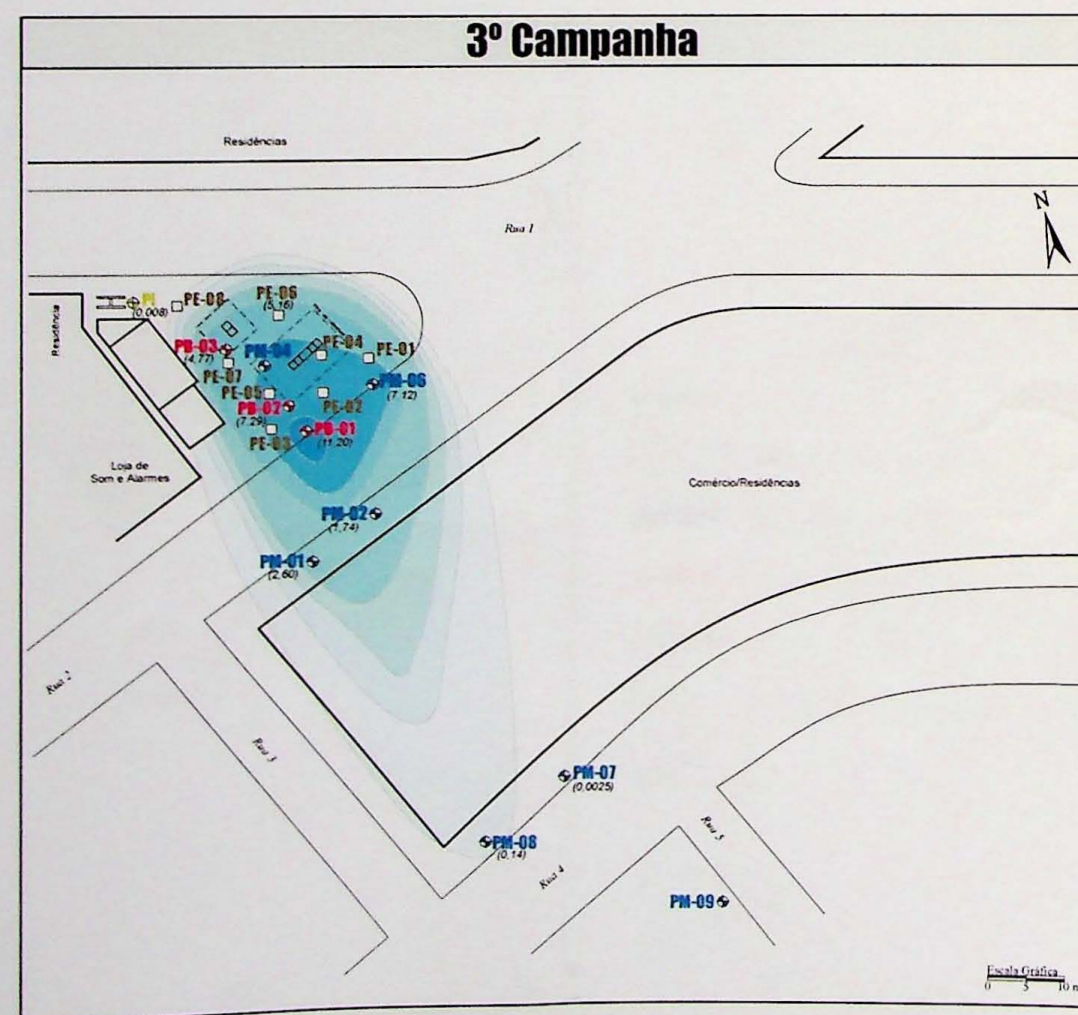 3º Campanha
Residências
Rua 1
N
Residência
PI
(0,008)
PE-08
PE-06
(5,16)
PB-03
(4,77)
PM-04
PE-04
PE-01
PE-07
PM-06
(7,12)
PE-05
PE-02
PB-02
(7,29)
PE-03
PB-01
(11,20)
Loja de
Som e Alarmes
Comércio/Residências
PM-02
(1,74)
PM-01
(2,60)
Rua 2
Rua 3
PM-07
(0,0025)
PM-08
(0,14)
Rua 4
Rua 5
PM-09
Escala Gráfica
0 5 10 m